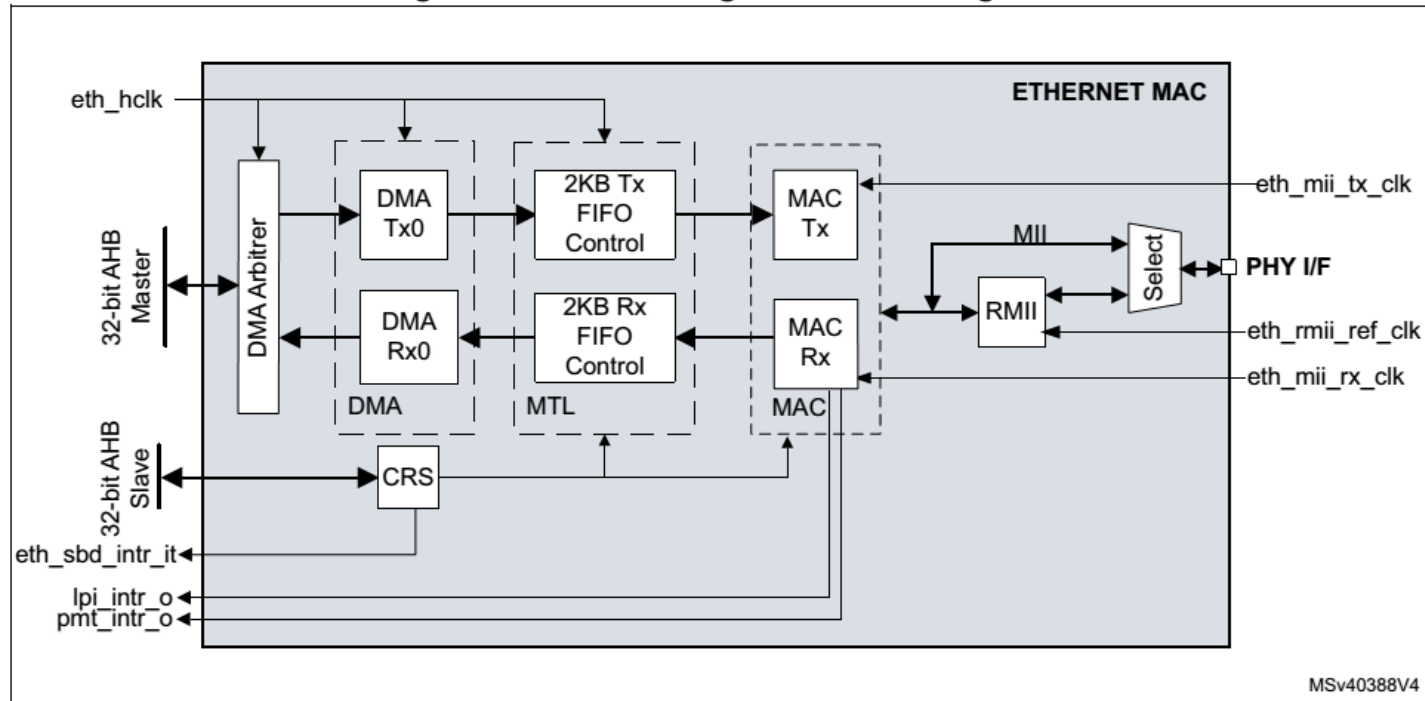 ETHERNET MAC
eth_hclk
32-bit AHB
Master
DMA Arbitrer
DMA
Tx0
2KB Tx
FIFO
Control
MAC
Tx
eth_mii_tx_clk
MII
Select
PHY I/F
DMA
Rx0
2KB Rx
FIFO
Control
MAC
Rx
RMII
eth_rmii_ref_clk
eth_mii_rx_clk
DMA
MTL
MAC
32-bit AHB
Slave
CRS
eth_sbd_intr_it
lpi_intr_o
pmt_intr_o
MSv40388V4